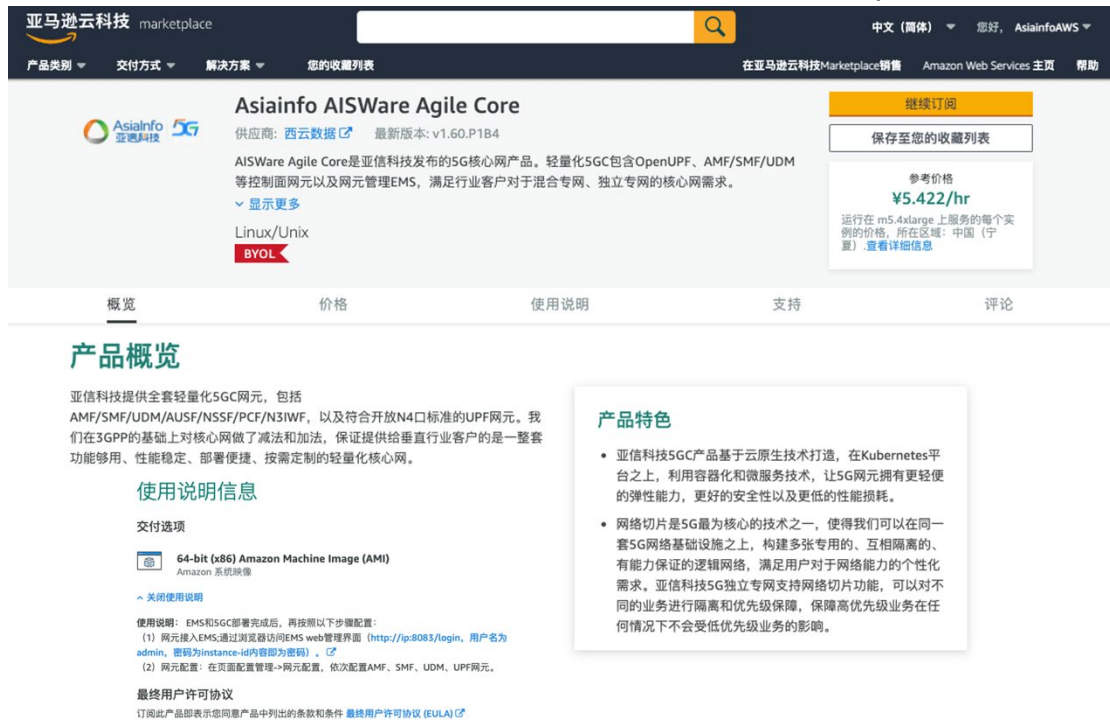 亚马逊云科技 marketplace
中文（简体） 您好， AsiainfoAWS
产品类别 交付方式 解决方案 您的收藏列表 在亚马逊云科技Marketplace销售 Amazon Web Services 主页 帮助
AsiaInfo 5G
亚信科技
Asiainfo AISWare Agile Core
供应商: 西云数据 最新版本: v1.60.P1B4
AISWare Agile Core是亚信科技发布的5G核心网产品。轻量化5GC包含OpenUPF、AMF/SMF/UDM
等控制面网元以及网元管理EMS，满足行业客户对于混合专网、独立专网的核心网需求。
显示更多
Linux/Unix
BYOL
继续订阅
保存至您的收藏列表
参考价格
¥5.422/hr
运行在 m5.4xlarge 上服务的每个实
例的价格，所在区域: 中国（宁
夏）.查看详细信息
概览 价格 使用说明 支持 评论
产品概览
亚信科技提供全套轻量化5GC网元，包括
AMF/SMF/UDM/AUSF/NSSF/PCF/N3IWF，以及符合开放N4口标准的UPF网元。我
们在3GPP的基础上对核心网做了减法和加法，保证提供给垂直行业客户的是一整套
功能够用、性能稳定、部署便捷、按需定制的轻量化核心网。
使用说明信息
交付选项
64-bit (x86) Amazon Machine Image (AMI)
Amazon 系统映像
关闭使用说明
使用说明: EMS和5GC部署完成后，再按照以下步骤配置:
（1）网元接入EMS;通过浏览器访问EMS web管理界面（http://ip:8083/login，用户名为
admin，密码为instance-id内容即为密码）。
（2）网元配置: 在页面配置管理->网元配置，依次配置AMF、SMF、UDM、UPF网元。
最终用户许可协议
订阅此产品即表示您同意产品中列出的条款和条件 最终用户许可协议 (EULA)
产品特色
• 亚信科技5GC产品基于云原生技术打造，在Kubernetes平
台之上，利用容器化和微服务技术，让5G网元拥有更轻便
的弹性能力，更好的安全性以及更低的性能损耗。
• 网络切片是5G最为核心的技术之一，使得我们可以在同一
套5G网络基础设施之上，构建多张专用的、互相隔离的、
有能力保证的逻辑网络，满足用户对于网络能力的个性化
需求。亚信科技5G独立专网支持网络切片功能，可以对不
同的业务进行隔离和优先级保障，保障高优先级业务在任
何情况下不会受低优先级业务的影响。